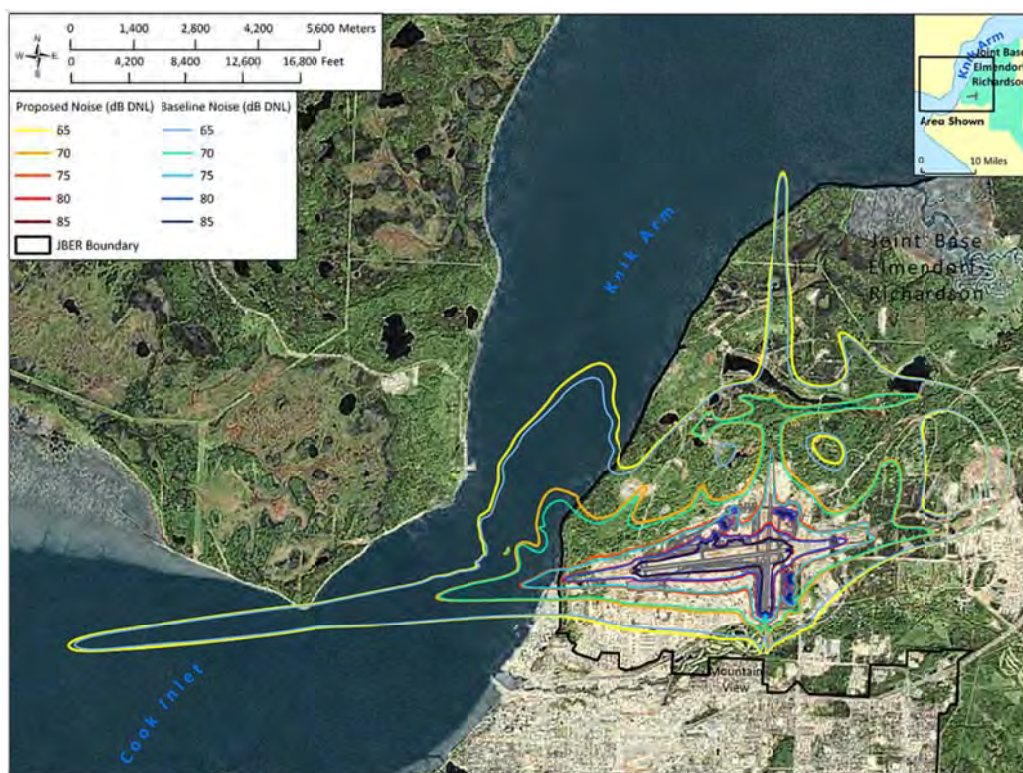 N
W E
S
0 1,400 2,800 4,200 5,600 Meters
0 4,200 8,400 12,600 16,800 Feet
Proposed Noise (dB DNL) Baseline Noise (dB DNL)
65 65
70 70
75 75
80 80
85 85
JBER Boundary
Knik Arm
Joint Base
Elmendorf
Richardson
Area Shown
0 10 Miles
Knik Arm
Joint Base
Elmendorf-
Richardson
Cook Inlet
Mountain
View